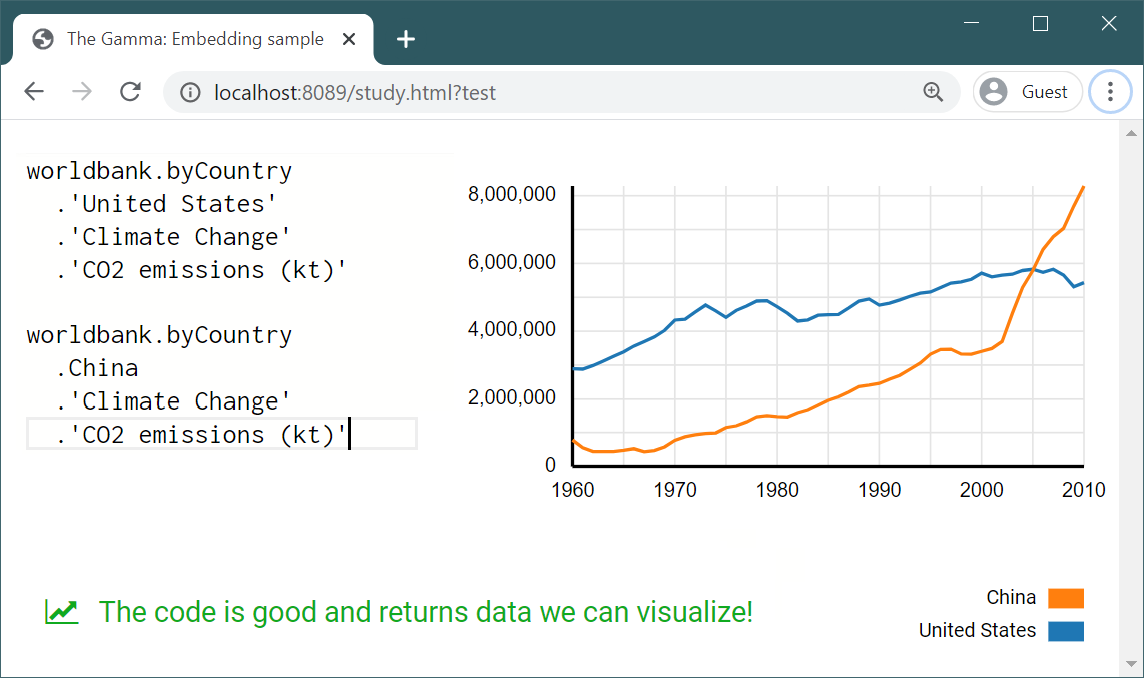 The Gamma: Embedding sample
localhost:8089/study.html?test
Guest
worldbank.byCountry
.'United States'
.'Climate Change'
.'CO2 emissions (kt)'
worldbank.byCountry
.China
.'Climate Change'
.'CO2 emissions (kt)'
8,000,000
6,000,000
4,000,000
2,000,000
0
1960 1970 1980 1990 2000 2010
The code is good and returns data we can visualize!
China
United States